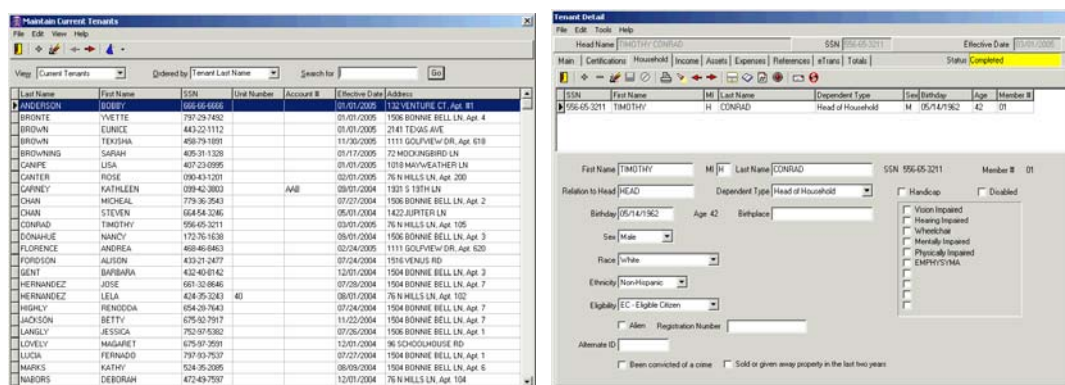 Maintain Current Tenants
File Edit View Help
View Current Tenants Ordered by Tenant Last Name Search for Go
Last Name First Name SSN Unit Number Account # Effective Date Address
ANDERSON BOBBY 666-66-6666 01/01/2005 132 VENTURE CT, Apt. #1
BRONTE YVETTE 797-29-7492 01/01/2005 1506 BONNIE BELL LN, Apt. 4
BROWN EUNICE 443-22-1112 01/01/2005 2141 TEXAS AVE
BROWN TEKISHA 458-79-1891 11/30/2005 1111 GOLFVIEW DR, Apt. 618
BROWNING SARAH 405-31-1328 01/17/2005 72 MOCKINGBIRD LN
CANIPE LISA 407-23-0995 01/01/2005 1018 MAYWEATHER LN
CANTER ROSE 090-43-1201 02/01/2005 76 N HILLS LN, Apt. 200
CARNEY KATHLEEN 099-42-3803 AAB 09/01/2004 1931 S 19TH LN
CHAN MICHEAL 779-36-3543 07/27/2004 1506 BONNIE BELL LN, Apt. 2
CHAN STEVEN 664-54-3246 05/01/2004 1422 JUPITER LN
CONRAD TIMOTHY 556-65-3211 03/01/2005 76 N HILLS LN, Apt. 105
DONAHUE NANCY 172-76-1638 09/01/2004 1506 BONNIE BELL LN, Apt. 3
FLORENCE ANDREA 468-46-8463 02/24/2005 1111 GOLFVIEW DR, Apt. 620
FORDSON ALISON 433-21-2477 07/24/2004 1516 VENUS RD
GENT BARBARA 432-40-8142 12/01/2004 1504 BONNIE BELL LN, Apt. 3
HERNANDEZ JOSE 661-32-8646 07/28/2004 1504 BONNIE BELL LN, Apt. 7
HERNANDEZ LELA 424-35-3243 40 08/01/2004 76 N HILLS LN, Apt. 102
HIGHLY RENODDA 654-28-7643 07/24/2004 1504 BONNIE BELL LN, Apt. 7
JACKSON BETTY 675-92-7917 11/22/2004 1504 BONNIE BELL LN, Apt. 7
LANGLY JESSICA 752-97-5382 07/26/2004 1506 BONNIE BELL LN, Apt. 1
LOVELY MAGARET 675-97-3591 12/01/2004 96 SCHOOLHOUSE RD
LUCIA FERNADO 797-93-7537 07/27/2004 1504 BONNIE BELL LN, Apt. 1
MARKS KATHY 524-35-2085 08/09/2004 1504 BONNIE BELL LN, Apt. 6
NABORS DEBORAH 472-49-7597 12/01/2004 76 N HILLS LN, Apt. 104
Tenant Detail
File Edit Tools Help
Head Name TIMOTHY CONRAD SSN 556-65-3211 Effective Date 03/01/2005
Main Certifications Household Income Assets Expenses References eTrans Totals Status Completed
SSN First Name MI Last Name Dependent Type Sex Birthday Age Member #
556-65-3211 TIMOTHY H CONRAD Head of Household M 05/14/1962 42 01
First Name TIMOTHY MI H Last Name CONRAD SSN 556-65-3211 Member # 01
Relation to Head HEAD Dependent Type Head of Household Handicap Disabled
Birthday 05/14/1962 Age 42 Birthplace
Vision Impaired
Hearing Impaired
Wheelchair
Mentally Impaired
Physically Impaired
EMPHYSYMA
Sex Male
Race White
Ethnicity Non-Hispanic
Eligibility EC - Eligible Citizen
Alien Registration Number
Alternate ID
Been convicted of a crime Sold or given away property in the last two years